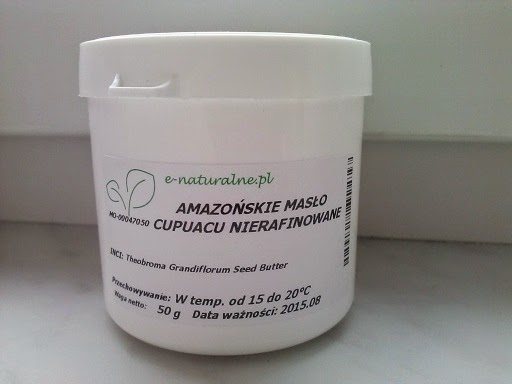 e-naturalne.pl
MO-00047050
AMAZOŃSKIE MASŁO
CUPUACU NIERAFINOWANE
INCI: Theobroma Grandiflorum Seed Butter
Przechowywanie: W temp. od 15 do 20°C
Waga netto: 50 g Data ważności: 2015.08